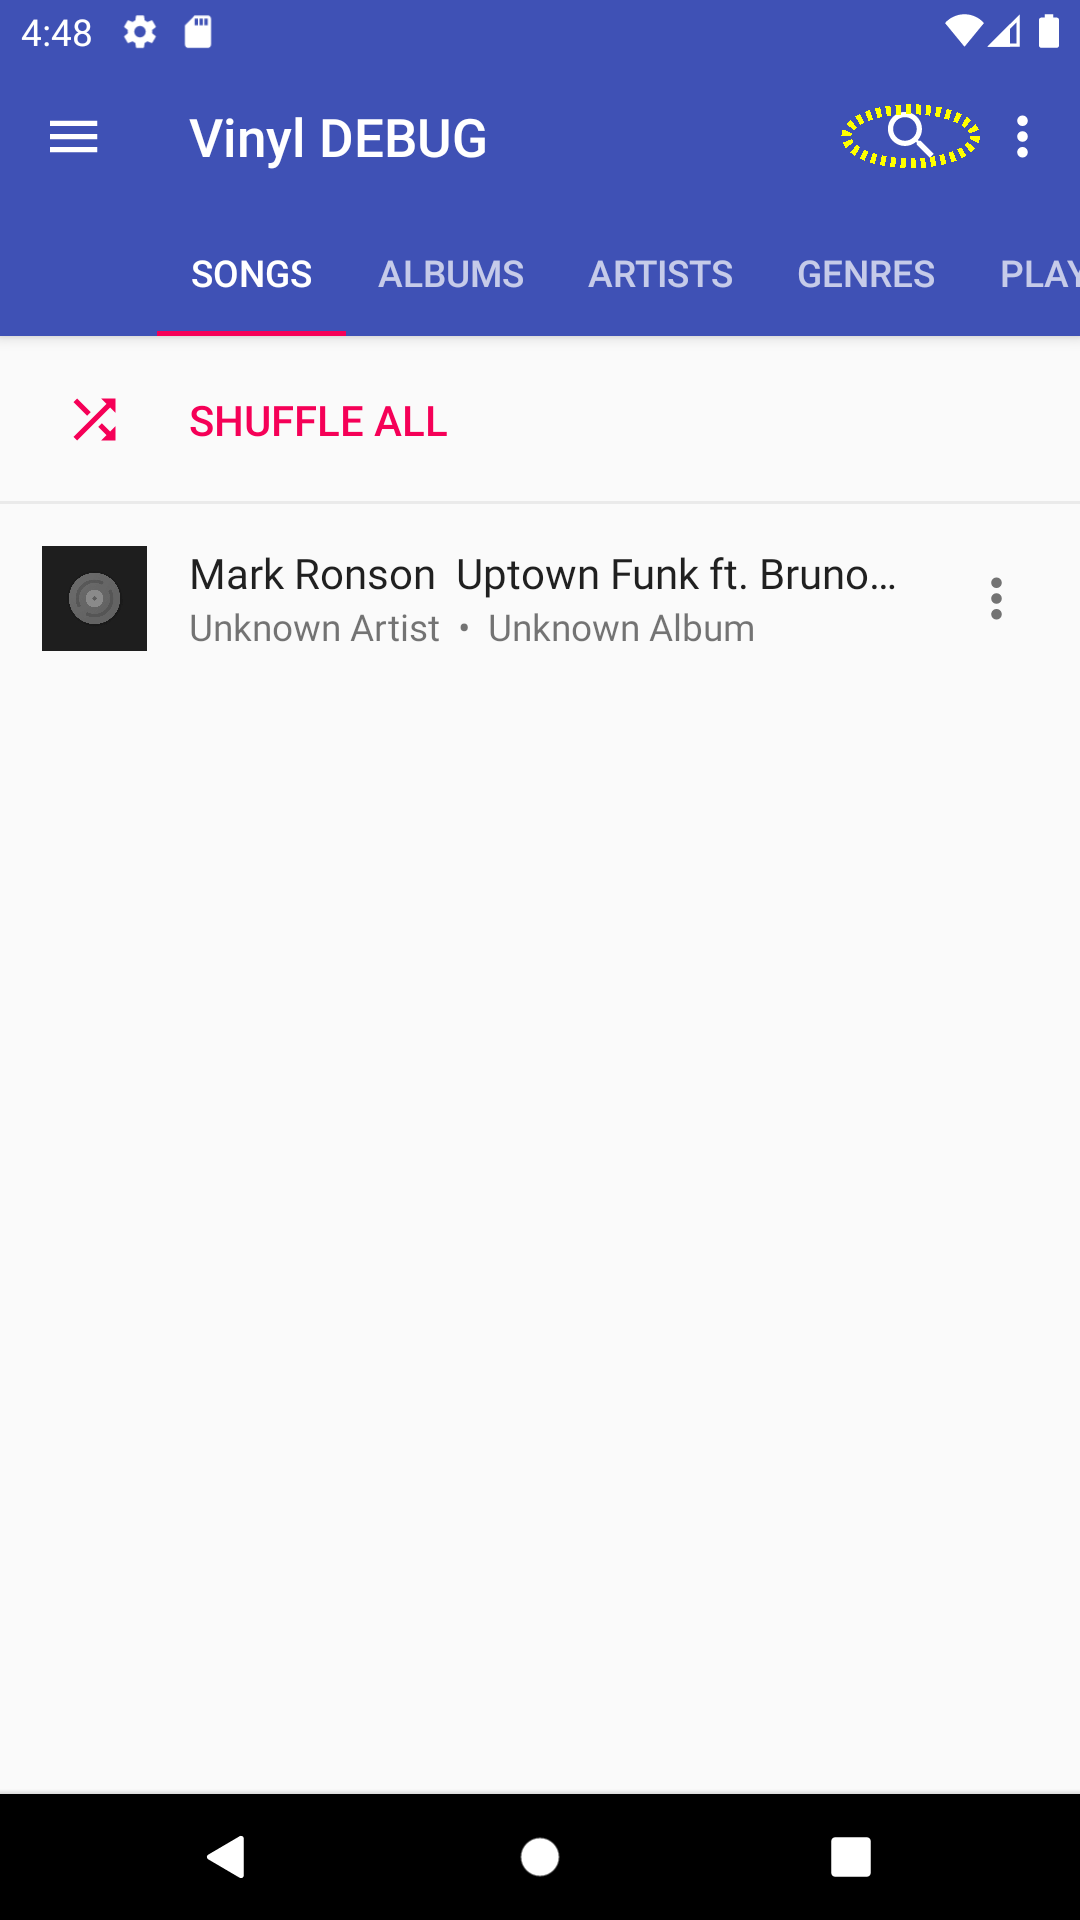 4:48
Vinyl DEBUG
SONGS ALBUMS ARTISTS GENRES PLAY
SHUFFLE ALL
Mark Ronson  Uptown Funk ft. Bruno…
Unknown Artist • Unknown Album